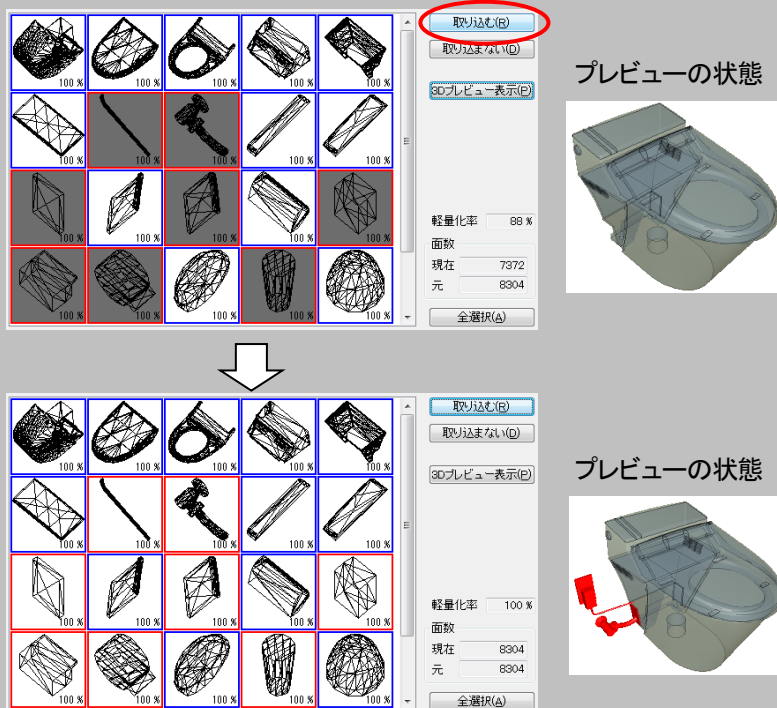 取り込む(R)
取り込まない(D)
3Dプレビュー表示(P)
プレビューの状態
100 % 100 % 100 % 100 % 100 %
100 % 100 % 100 % 100 % 100 %
100 % 100 % 100 % 100 % 100 %
100 % 100 % 100 % 100 % 100 %
軽量化率 88 %
面数
現在 7372
元 8304
全選択(A)
取り込む(R)
取り込まない(D)
3Dプレビュー表示(P)
プレビューの状態
100 % 100 % 100 % 100 % 100 %
100 % 100 % 100 % 100 % 100 %
100 % 100 % 100 % 100 % 100 %
100 % 100 % 100 % 100 % 100 %
軽量化率 100 %
面数
現在 8304
元 8304
全選択(A)